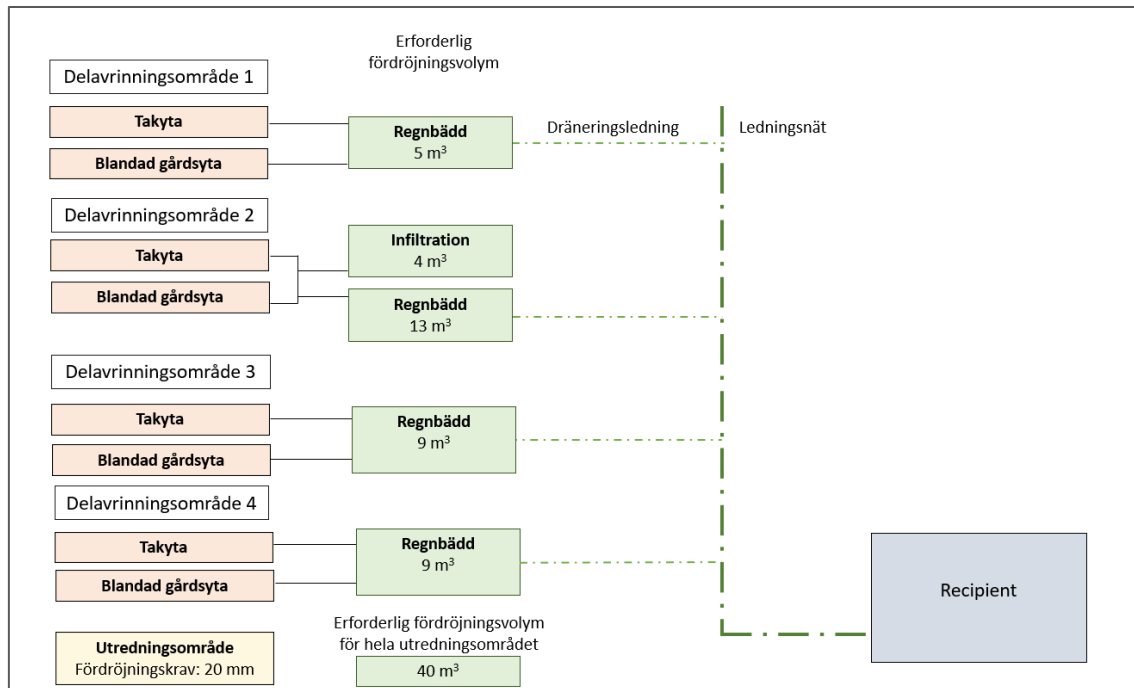 Erforderlig
fördröjningsvolym
Delavrinningsområde 1
Takyta
Blandad gårdsyta
Regnbädd
5 m³
Dräneringsledning
Ledningsnät
Delavrinningsområde 2
Takyta
Blandad gårdsyta
Infiltration
4 m³
Regnbädd
13 m³
Delavrinningsområde 3
Takyta
Blandad gårdsyta
Regnbädd
9 m³
Delavrinningsområde 4
Takyta
Blandad gårdsyta
Regnbädd
9 m³
Recipient
Utredningsområde
Fördröjningskrav: 20 mm
Erforderlig fördröjningsvolym
för hela utredningsområdet
40 m³